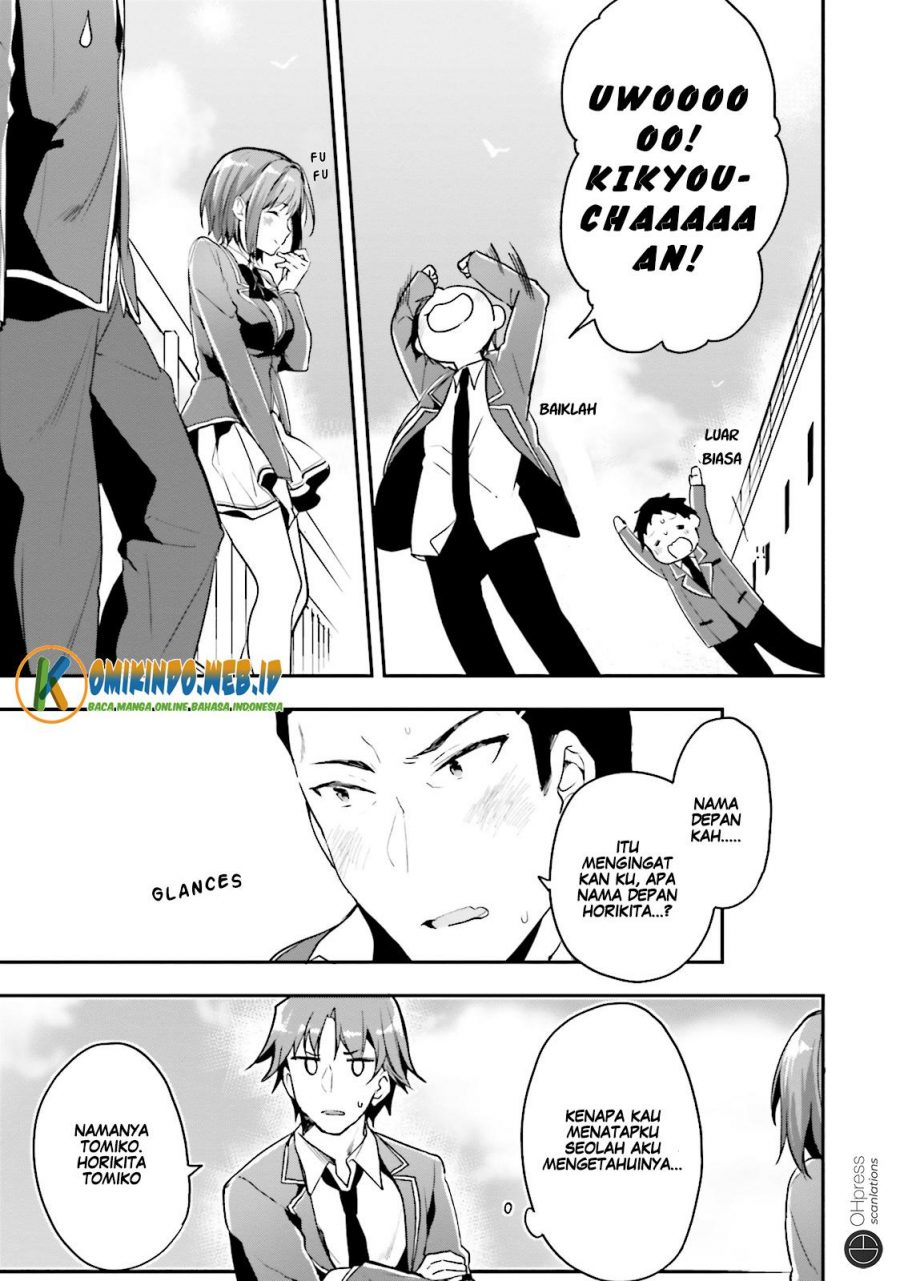 UWOOOO
OO!
KIKYOU-
CHAAAAA
AN!
BAIKLAH
LUAR
BIASA
FU
FU
KOMIKINDO.WEB.ID
BACA MANGA ONLINE BAHASA INDONESIA
NAMA
DEPAN
KAH.....
ITU
MENGINGAT
KAN KU, APA
NAMA DEPAN
HORIKITA...?
GLANCES
KENAPA KAU
MENATAPKU
SEOLAH AKU
MENGETAHUINYA...
NAMANYA
TOMIKO.
HORIKITA
TOMIKO
OHpress
scanlations